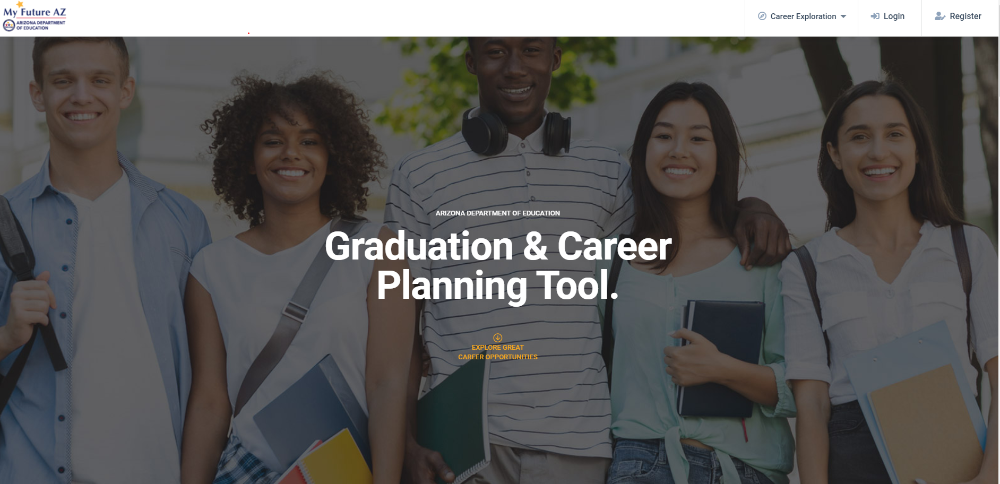 My Future AZ
ARIZONA DEPARTMENT
OF EDUCATION
Career Exploration
Login
Register
ARIZONA DEPARTMENT OF EDUCATION
Graduation & Career
Planning Tool.
EXPLORE GREAT
CAREER OPPORTUNITIES